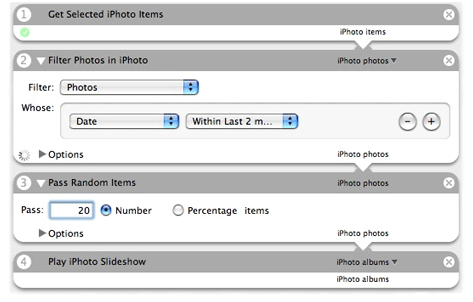 1 Get Selected iPhoto Items
iPhoto items
2 Filter Photos in iPhoto iPhoto photos
Filter: Photos
Whose:
Date Within Last 2 m...
Options iPhoto photos
3 Pass Random Items iPhoto photos
Pass: 20 Number Percentage items
Options iPhoto photos
4 Play iPhoto Slideshow iPhoto albums
iPhoto albums